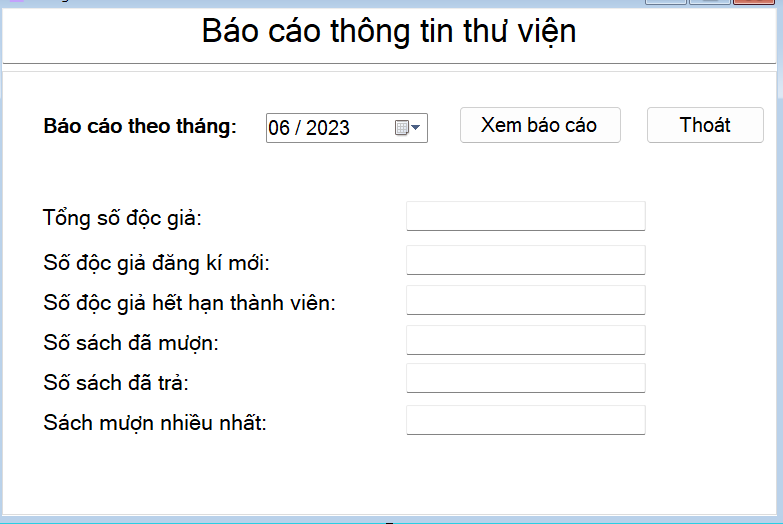 Báo cáo thông tin thư viện
Báo cáo theo tháng: 06 / 2023 Xem báo cáo Thoát
Tổng số độc giả:
Số độc giả đăng kí mới:
Số độc giả hết hạn thành viên:
Số sách đã mượn:
Số sách đã trả:
Sách mượn nhiều nhất: